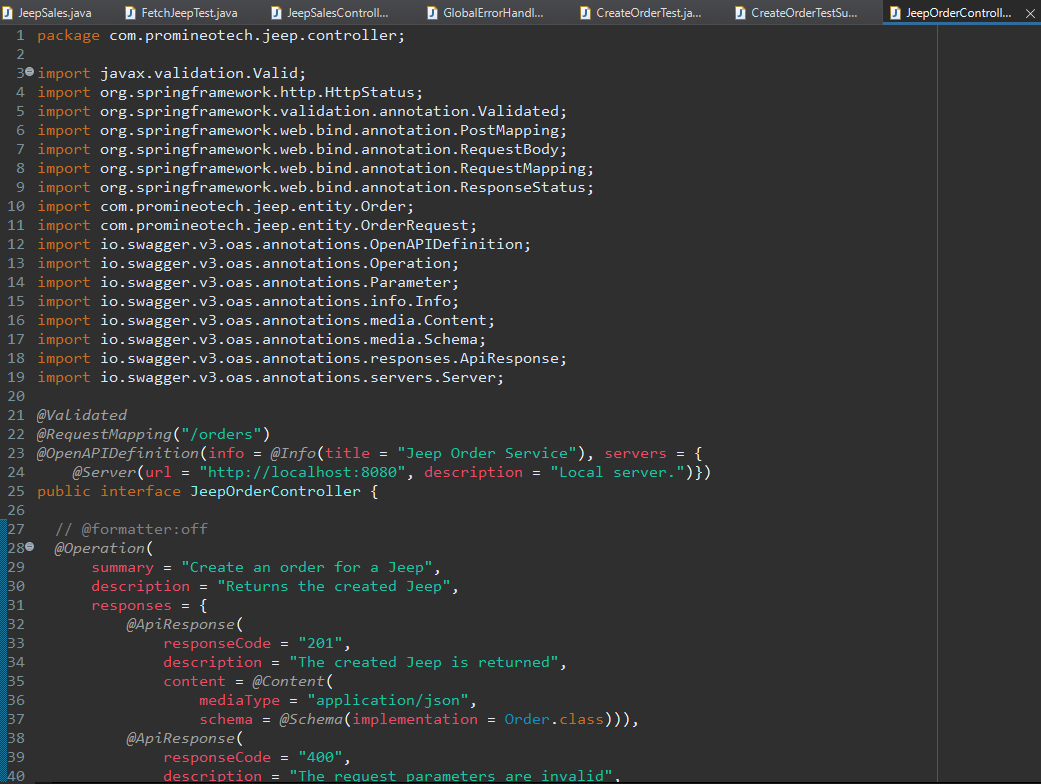 JeepSales.java FetchJeepTest.java JeepSalesControll... GlobalErrorHandl... CreateOrderTest.ja... CreateOrderTestSu... JeepOrderControll...
1 package com.promineotech.jeep.controller;
2
3 import javax.validation.Valid;
4 import org.springframework.http.HttpStatus;
5 import org.springframework.validation.annotation.Validated;
6 import org.springframework.web.bind.annotation.PostMapping;
7 import org.springframework.web.bind.annotation.RequestBody;
8 import org.springframework.web.bind.annotation.RequestMapping;
9 import org.springframework.web.bind.annotation.ResponseStatus;
10 import com.promineotech.jeep.entity.Order;
11 import com.promineotech.jeep.entity.OrderRequest;
12 import io.swagger.v3.oas.annotations.OpenAPIDefinition;
13 import io.swagger.v3.oas.annotations.Operation;
14 import io.swagger.v3.oas.annotations.Parameter;
15 import io.swagger.v3.oas.annotations.info.Info;
16 import io.swagger.v3.oas.annotations.media.Content;
17 import io.swagger.v3.oas.annotations.media.Schema;
18 import io.swagger.v3.oas.annotations.responses.ApiResponse;
19 import io.swagger.v3.oas.annotations.servers.Server;
20
21 @Validated
22 @RequestMapping("/orders")
23 @OpenAPIDefinition(info = @Info(title = "Jeep Order Service"), servers = {
24 @Server(url = "http://localhost:8080", description = "Local server.")})
25 public interface JeepOrderController {
26
27 // @formatter:off
28 @Operation(
29 summary = "Create an order for a Jeep",
30 description = "Returns the created Jeep",
31 responses = {
32 @ApiResponse(
33 responseCode = "201",
34 description = "The created Jeep is returned",
35 content = @Content(
36 mediaType = "application/json",
37 schema = @Schema(implementation = Order.class))),
38 @ApiResponse(
39 responseCode = "400",
40 description = "The request parameters are invalid",